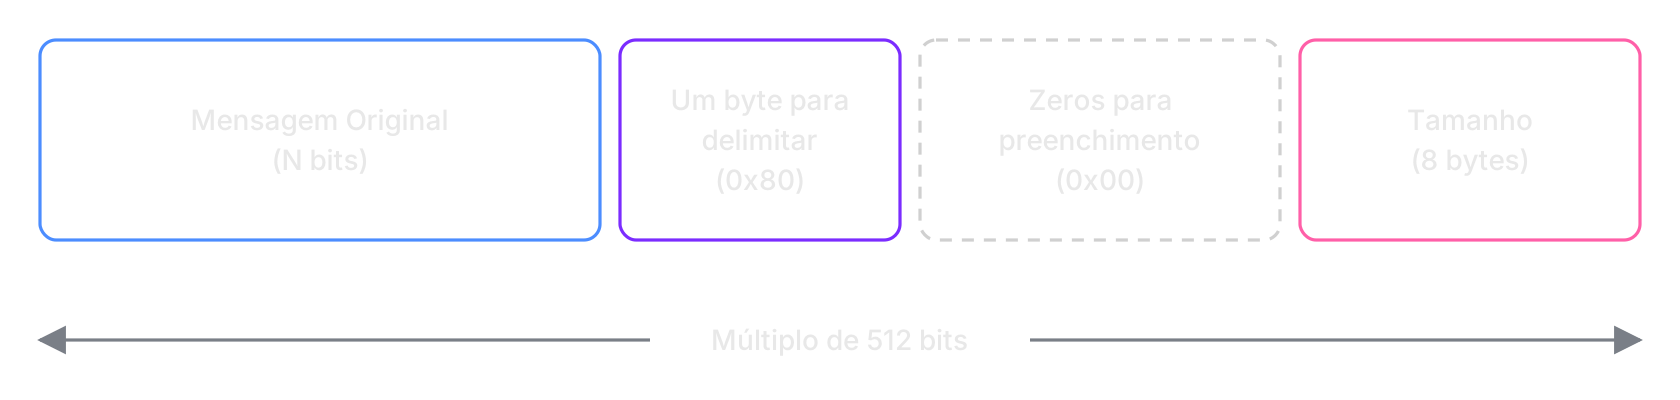 Mensagem Original
(N bits)
Um byte para
delimitar
(0x80)
Zeros para
preenchimento
(0x00)
Tamanho
(8 bytes)
Múltiplo de 512 bits